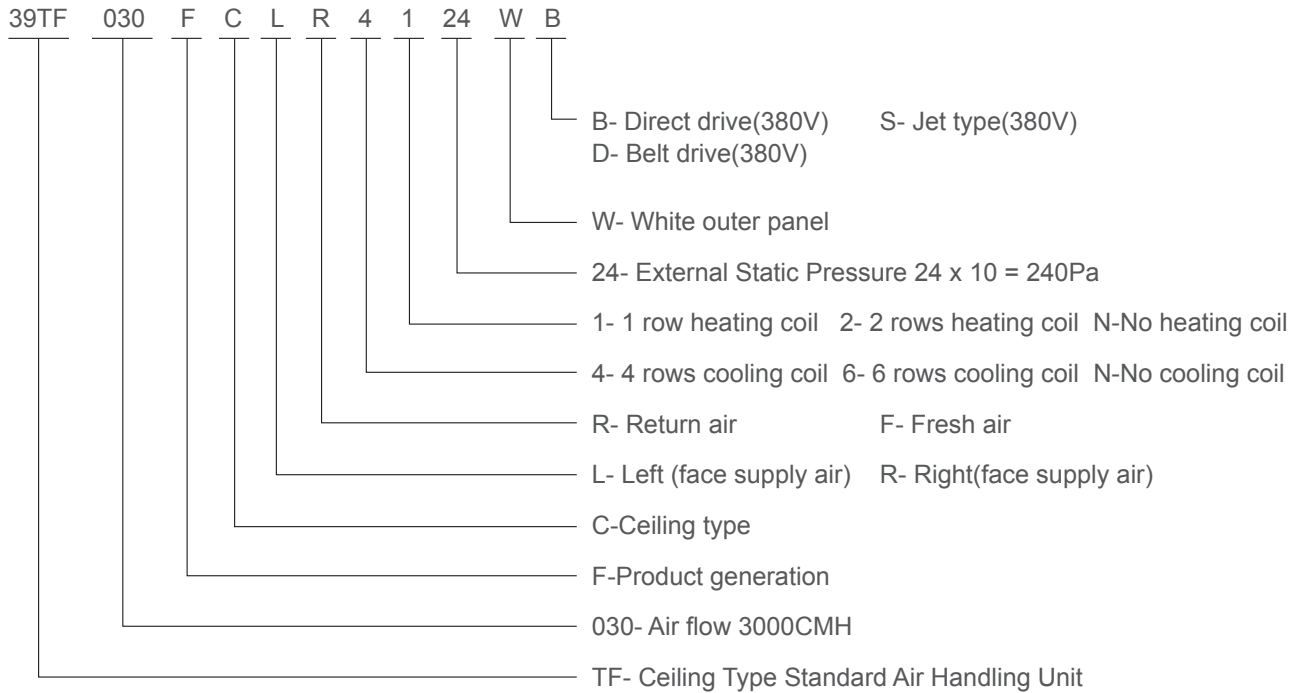 39TF 030 F C L R 4 1 24 W B
B- Direct drive(380V) S- Jet type(380V)
D- Belt drive(380V)
W- White outer panel
24- External Static Pressure 24 x 10 = 240Pa
1- 1 row heating coil 2- 2 rows heating coil N-No heating coil
4- 4 rows cooling coil 6- 6 rows cooling coil N-No cooling coil
R- Return air F- Fresh air
L- Left (face supply air) R- Right(face supply air)
C-Ceiling type
F-Product generation
030- Air flow 3000CMH
TF- Ceiling Type Standard Air Handling Unit